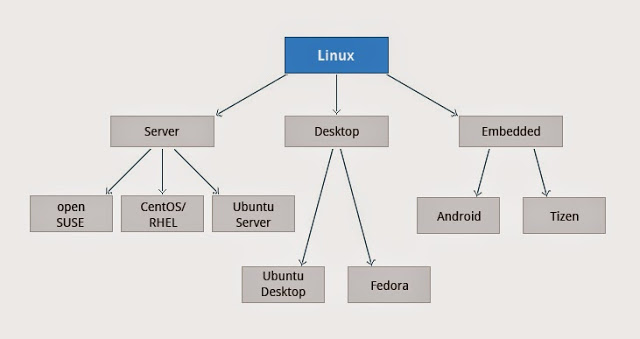 Linux
Server
Desktop
Embedded
open
SUSE
CentOS/
RHEL
Ubuntu
Server
Android
Tizen
Ubuntu
Desktop
Fedora